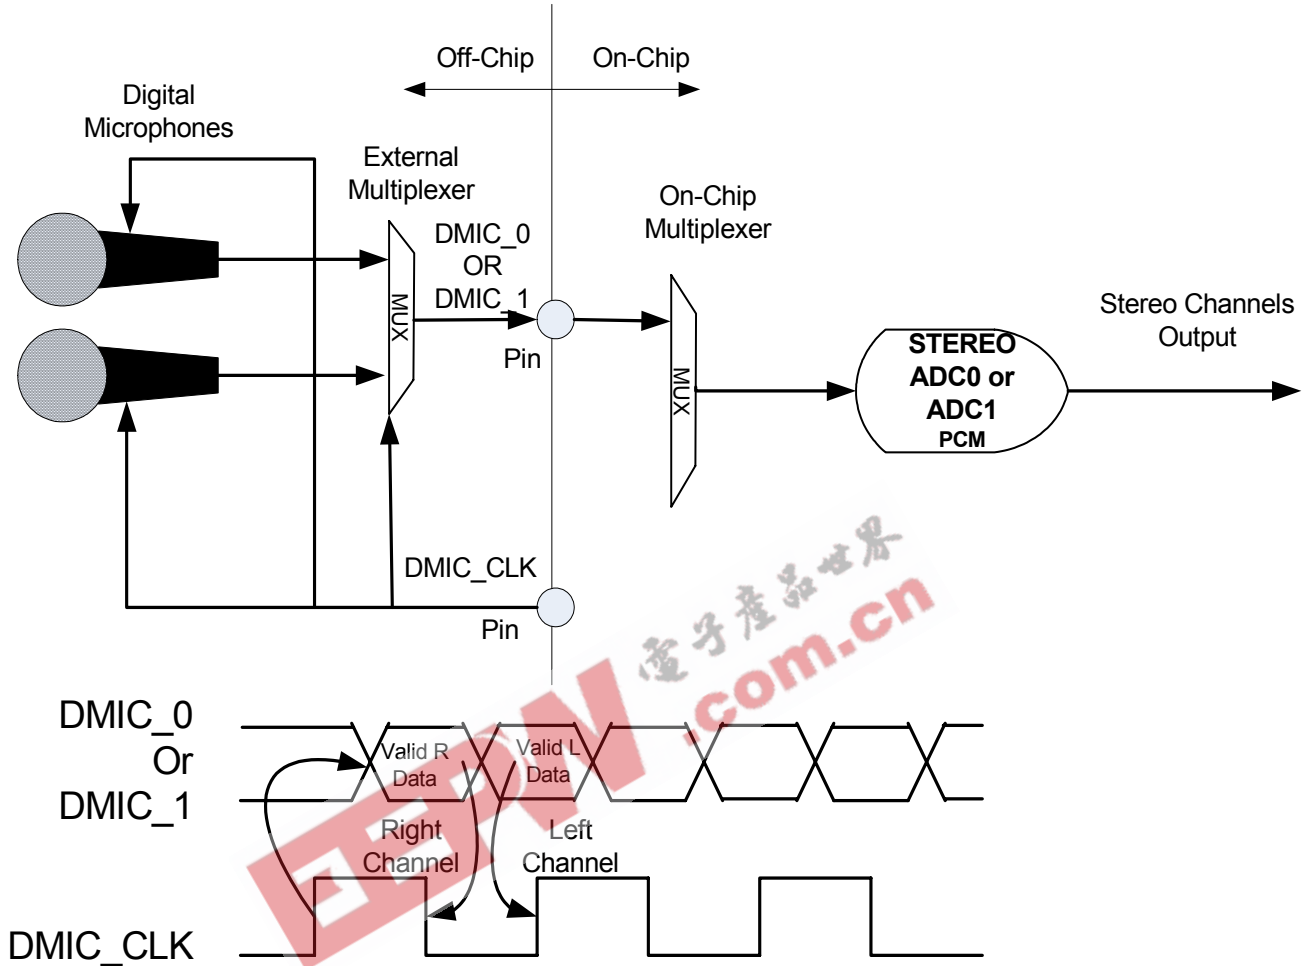 Off-Chip
On-Chip
Digital
Microphones
External
Multiplexer
On-Chip
Multiplexer
DMIC_0
OR
DMIC_1
MUX
Pin
MUX
STEREO
ADC0 or
ADC1
PCM
Stereo Channels
Output
DMIC_CLK
Pin
電子產品世界
.com.cn
EEPW
DMIC_0
Or
DMIC_1
Valid R
Data
Valid L
Data
Right
Channel
Left
Channel
DMIC_CLK